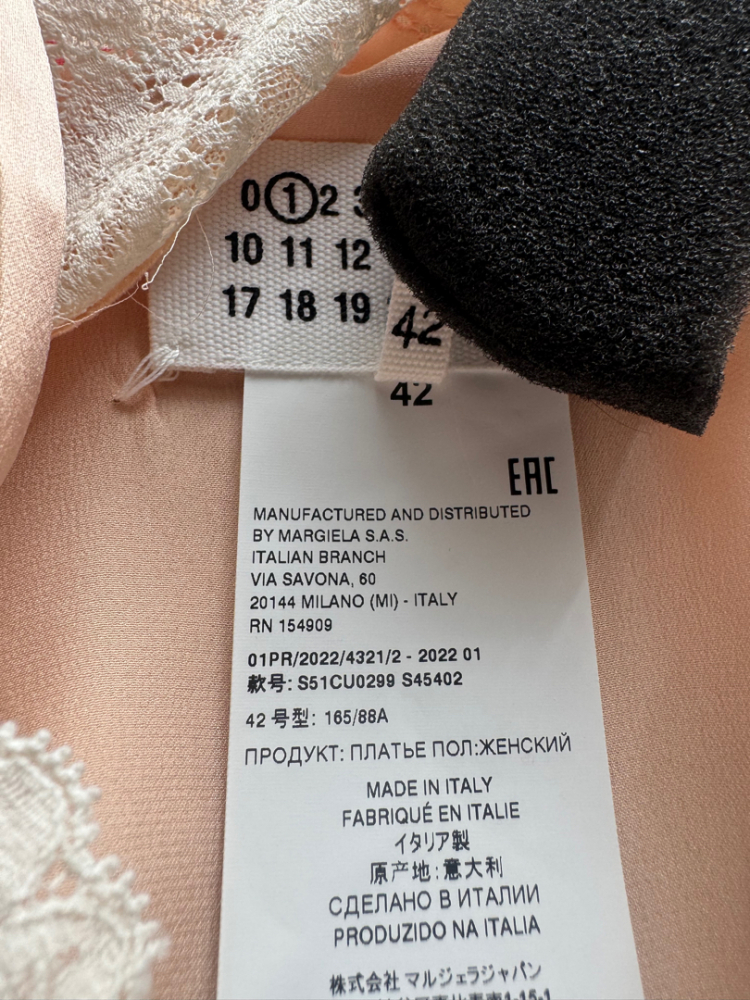 0 1 2
10 11 12
17 18 19
42
42
EAC
MANUFACTURED AND DISTRIBUTED
BY MARGIELA S.A.S.
ITALIAN BRANCH
VIA SAVONA, 60
20144 MILANO (MI) - ITALY
RN 154909
01PR/2022/4321/2 - 2022 01
款号: S51CU0299 S45402
42 号型: 165/88A
ПРОДУКТ: ПЛАТЬЕ ПОЛ:ЖЕНСКИЙ
MADE IN ITALY
FABRIQUÉ EN ITALIE
イタリア製
原产地:意大利
СДЕЛАНО В ИТАЛИИ
PRODUZIDO NA ITALIA
株式会社 マルジェラジャパン